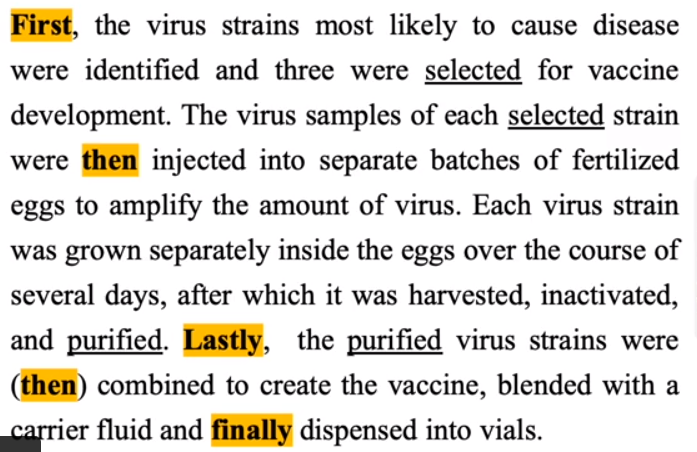 First, the virus strains most likely to cause disease
were identified and three were selected for vaccine
development. The virus samples of each selected strain
were then injected into separate batches of fertilized
eggs to amplify the amount of virus. Each virus strain
was grown separately inside the eggs over the course of
several days, after which it was harvested, inactivated,
and purified. Lastly, the purified virus strains were
(then) combined to create the vaccine, blended with a
carrier fluid and finally dispensed into vials.